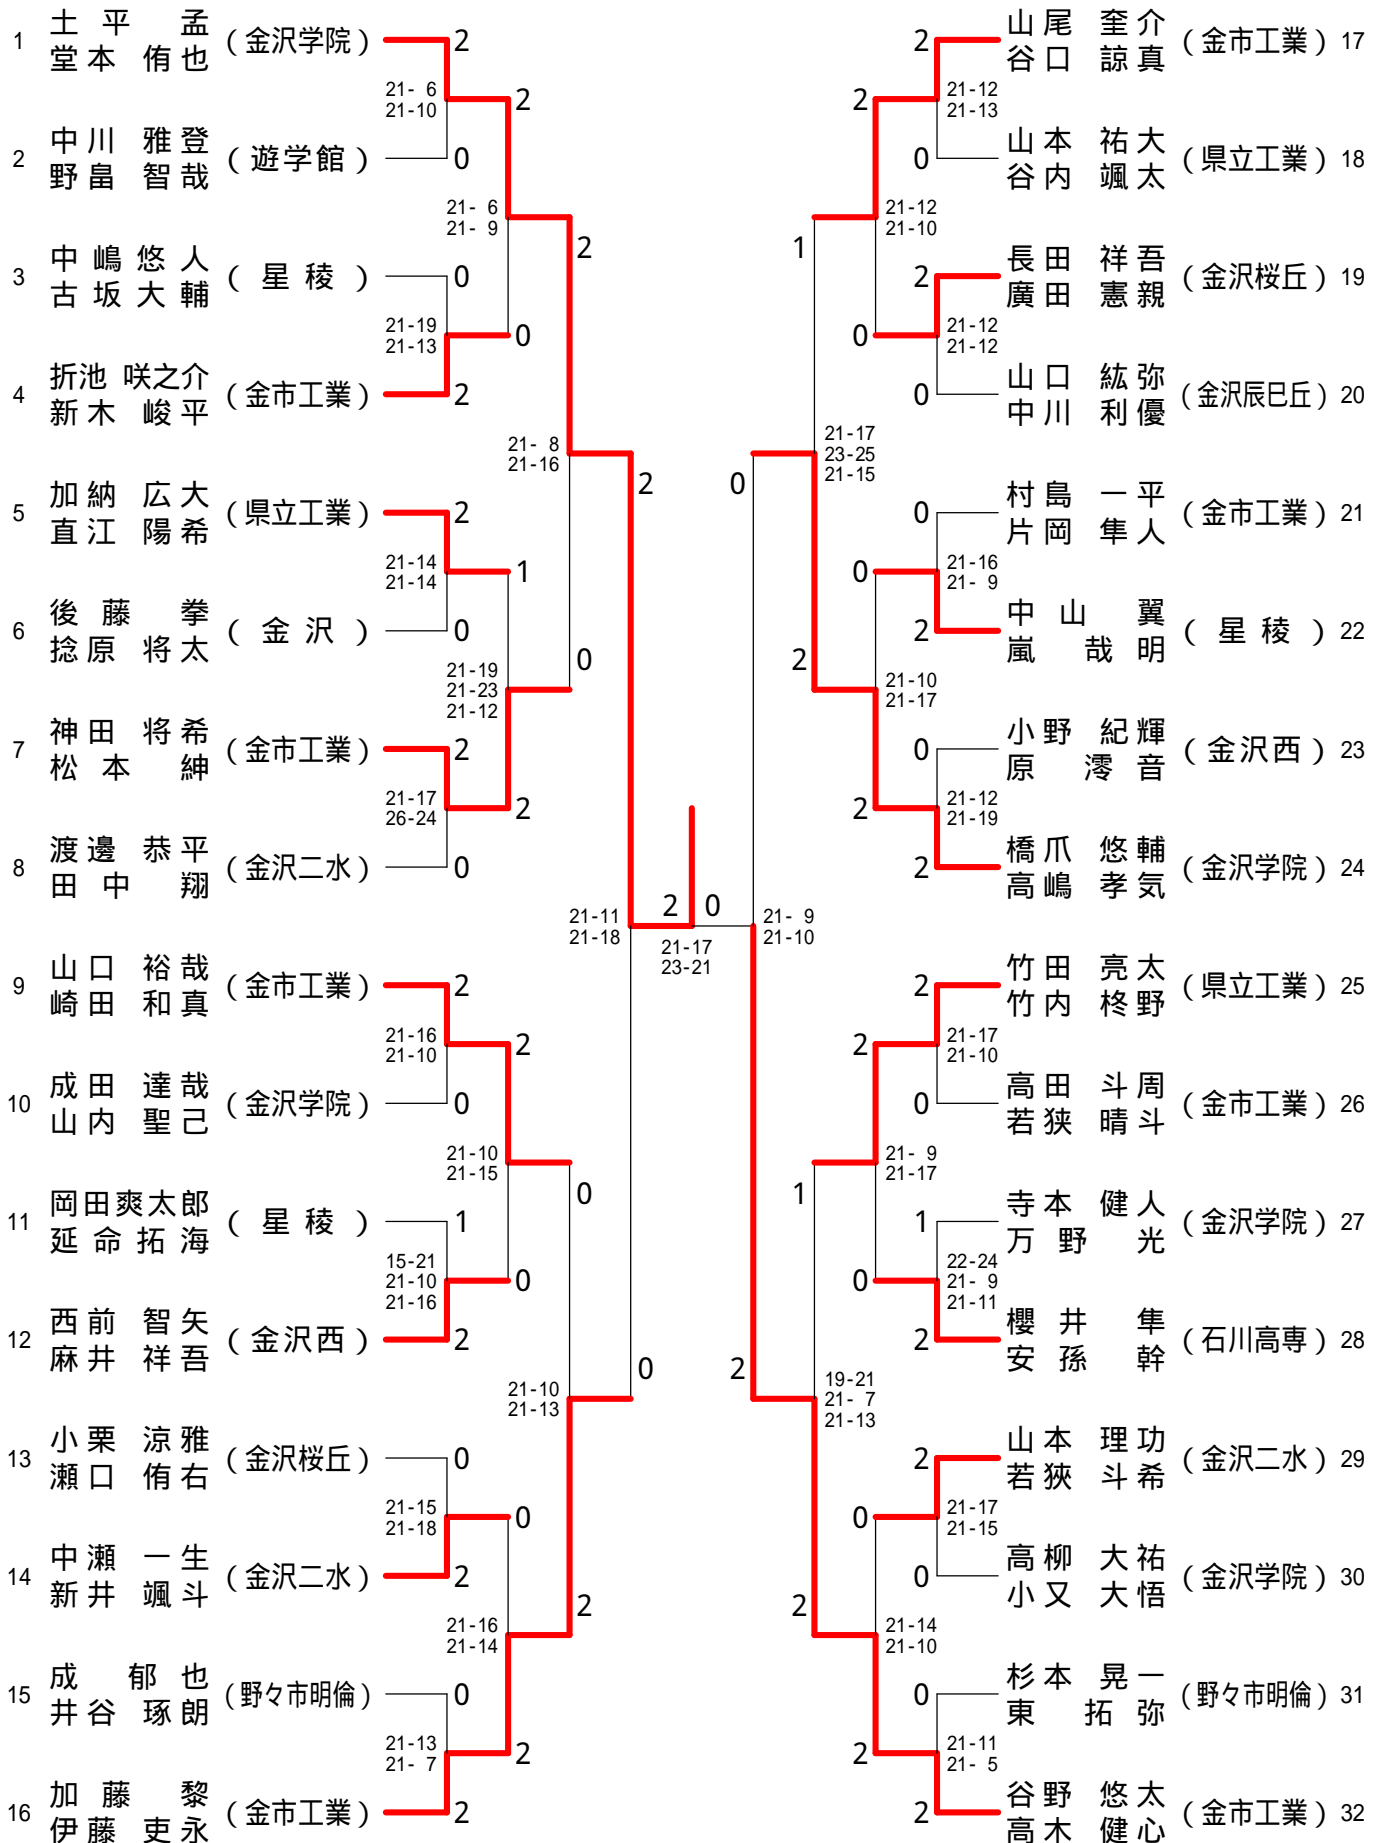 1 土平 孟 (金沢学院) 2
堂本 侑也
21- 6
21-10
2
2 中川 雅登 (遊学館) 0
野畠 智哉
21- 6
21- 9
2
3 中嶋悠人 (星稜) 0
古坂大輔
21-19
21-13
0
4 折池 咲之介 (金市工業) 2
新木 峻平
21- 8
21-16
2
5 加納 広大 (県立工業) 2
直江 陽希
21-14
21-14
1
6 後藤 拳 (金沢) 0
捻原 将太
21-19
21-23
21-12
0
7 神田 将希 (金市工業) 2
松本 紳
21-17
26-24
2
8 渡邊 恭平 (金沢二水) 0
田中 翔
21-11
21-18
2 0
21-17
23-21
9 山口 裕哉 (金市工業) 2
崎田 和真
21-16
21-10
2
10 成田 達哉 (金沢学院) 0
山内 聖己
21-10
21-15
0
11 岡田爽太郎 (星稜) 1
延命拓海
15-21
21-10
21-16
0
12 西前 智矢 (金沢西) 2
麻井 祥吾
21-10
21-13
0
13 小栗 涼雅 (金沢桜丘) 0
瀬口 侑右
21-15
21-18
0
14 中瀬 一生 (金沢二水) 2
新井 颯斗
21-16
21-14
2
15 成 郁也 (野々市明倫) 0
井谷 琢朗
21-13
21- 7
2
16 加藤 黎 (金市工業) 2
伊藤 吏永
2 山尾 奎介 (金市工業) 17
谷口 諒真
2
21-12
21-13
0 山本 祐大 (県立工業) 18
谷内 颯太
1
21-12
21-10
2 長田 祥吾 (金沢桜丘) 19
廣田 憲親
0
21-12
21-12
0 山口 紘弥 (金沢辰巳丘) 20
中川 利優
0
21-17
23-25
21-15
0 村島 一平 (金市工業) 21
片岡 隼人
0
21-16
21- 9
2 中山 翼 (星稜) 22
嵐 哉明
2
21-10
21-17
0 小野 紀輝 (金沢西) 23
原 澪音
2
21-12
21-19
2 橋爪 悠輔 (金沢学院) 24
高嶋 孝気
21- 9
21-10
2 竹田 亮太 (県立工業) 25
竹内 柊野
2
21-17
21-10
0 高田 斗周 (金市工業) 26
若狭 晴斗
1
21- 9
21-17
1 寺本 健人 (金沢学院) 27
万野 光
0
22-24
21- 9
21-11
2 櫻井 隼 (石川高専) 28
安孫 幹
2
19-21
21- 7
21-13
2 山本 理功 (金沢二水) 29
若狹 斗希
0
21-17
21-15
0 高柳 大祐 (金沢学院) 30
小又 大悟
2
21-14
21-10
0 杉本 晃一 (野々市明倫) 31
東 拓弥
2
21-11
21- 5
2 谷野 悠太 (金市工業) 32
高木 健心